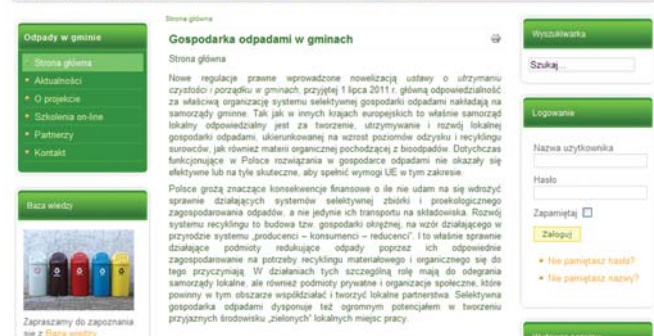 Strona główna
Odpady w gminie
Strona główna
Aktualności
O projekcie
Szkolenia on-line
Partnerzy
Kontakt
Baza wiedzy
Zapraszamy do zapoznania
się z Bazą wiedzy
Gospodarka odpadami w gminach
Strona główna
Nowe regulacje prawne wprowadzone nowelizacją ustawy o utrzymaniu
czystości i porządku w gminach, przyjętej 1 lipca 2011 r. główną odpowiedzialność
za właściwą organizację systemu selektywnej gospodarki odpadami nakładają na
samorządy gminne. Tak jak w innych krajach europejskich to właśnie samorząd
lokalny odpowiedzialny jest za tworzenie, utrzymywanie i rozwój lokalnej
gospodarki odpadami, ukierunkowanej na wzrost poziomów odzysku i recyklingu
surowców, jak również materii organicznej pochodzącej z bioodpadów. Dotychczas
funkcjonujące w Polsce rozwiązania w gospodarce odpadami nie okazały się
efektywne lub na tyle skuteczne, aby spełnić wymogi UE w tym zakresie.
Polsce grożą znaczące konsekwencje finansowe o ile nie udam na się wdrożyć
sprawnie działających systemów selektywnej zbiórki i proekologicznego
zagospodarowania odpadów, a nie jedynie ich transportu na składowiska. Rozwój
systemu recyklingu to budowa tzw. gospodarki okrężnej, na wzór działającego w
przyrodzie systemu „producenci – konsumenci – reducenci”. I to właśnie sprawnie
działające podmioty redukujące odpady poprzez ich odpowiednie
zagospodarowanie na potrzeby recyklingu materiałowego i organicznego się do
tego przyczyniają. W działaniach tych szczególną rolę mają do odegrania
samorządy lokalne, ale również podmioty prywatne i organizacje społeczne, które
powinny w tym obszarze współdziałać i tworzyć lokalne partnerstwa. Selektywna
gospodarka odpadami dysponuje też ogromnym potencjałem w tworzeniu
przyjaznych środowisku „zielonych” lokalnych miejsc pracy.
Wyszukiwarka
Szukaj...
Logowanie
Nazwa użytkownika
Hasło
Zapamiętaj
Zaloguj
Nie pamiętasz hasła?
Nie pamiętasz nazwy?